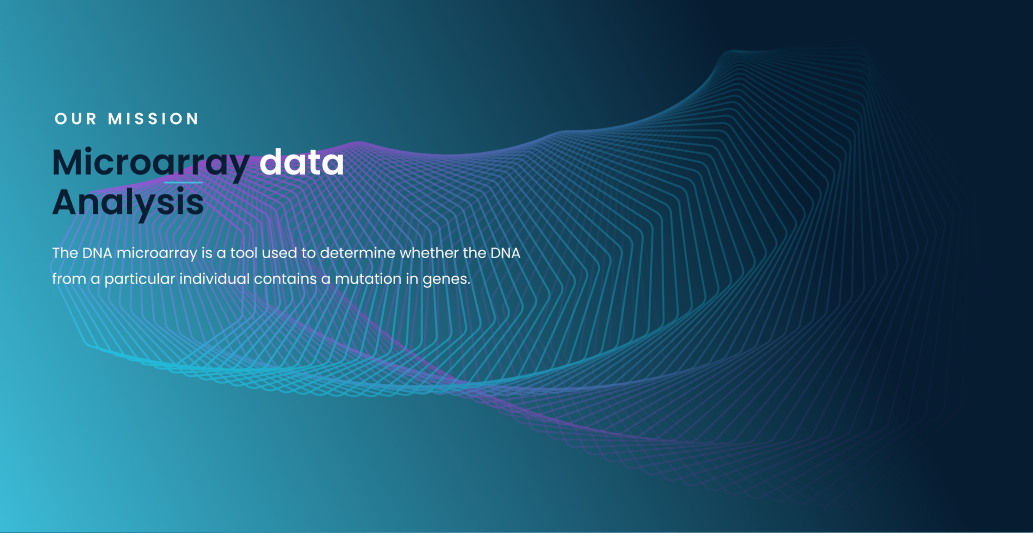 OUR MISSION
Microarray data
Analysis
The DNA microarray is a tool used to determine whether the DNA
from a particular individual contains a mutation in genes.